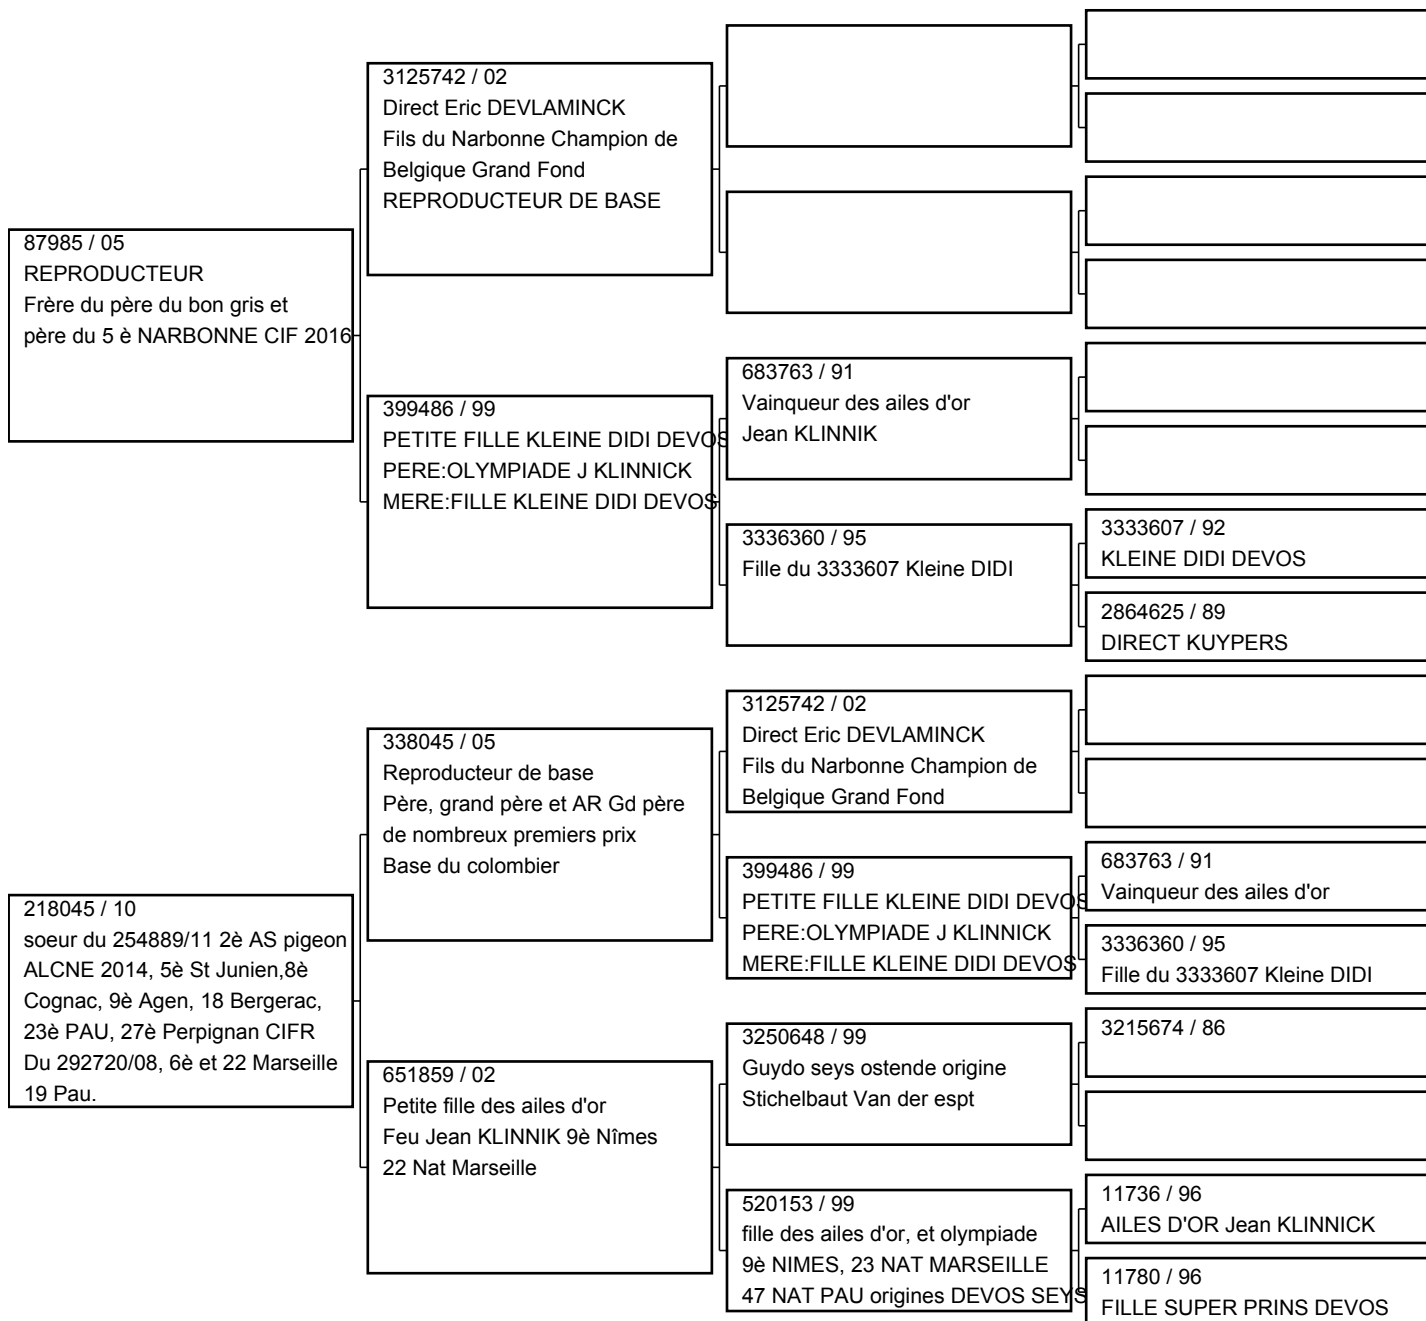 87985 / 05
REPRODUCTEUR
Frère du père du bon gris et
père du 5 è NARBONNE CIF 2016
218045 / 10
soeur du 254889/11 2è AS pigeon
ALCNE 2014, 5è St Junien,8è
Cognac, 9è Agen, 18 Bergerac,
23è PAU, 27è Perpignan CIFR
Du 292720/08, 6è et 22 Marseille
19 Pau.
3125742 / 02
Direct Eric DEVLAMINCK
Fils du Narbonne Champion de
Belgique Grand Fond
REPRODUCTEUR DE BASE
399486 / 99
PETITE FILLE KLEINE DIDI DEVOS
PERE:OLYMPIADE J KLINNICK
MERE:FILLE KLEINE DIDI DEVOS
338045 / 05
Reproducteur de base
Père, grand père et AR Gd père
de nombreux premiers prix
Base du colombier
651859 / 02
Petite fille des ailes d'or
Feu Jean KLINNIK 9è Nîmes
22 Nat Marseille
683763 / 91
Vainqueur des ailes d'or
Jean KLINNIK
3336360 / 95
Fille du 3333607 Kleine DIDI
3125742 / 02
Direct Eric DEVLAMINCK
Fils du Narbonne Champion de
Belgique Grand Fond
399486 / 99
PETITE FILLE KLEINE DIDI DEVOS
PERE:OLYMPIADE J KLINNICK
MERE:FILLE KLEINE DIDI DEVOS
3250648 / 99
Guydo seys ostende origine
Stichelbaut Van der espt
520153 / 99
fille des ailes d'or, et olympiade
9è NIMES, 23 NAT MARSEILLE
47 NAT PAU origines DEVOS SEYS
3333607 / 92
KLEINE DIDI DEVOS
2864625 / 89
DIRECT KUYPERS
683763 / 91
Vainqueur des ailes d'or
3336360 / 95
Fille du 3333607 Kleine DIDI
3215674 / 86
11736 / 96
AILES D'OR Jean KLINNICK
11780 / 96
FILLE SUPER PRINS DEVOS